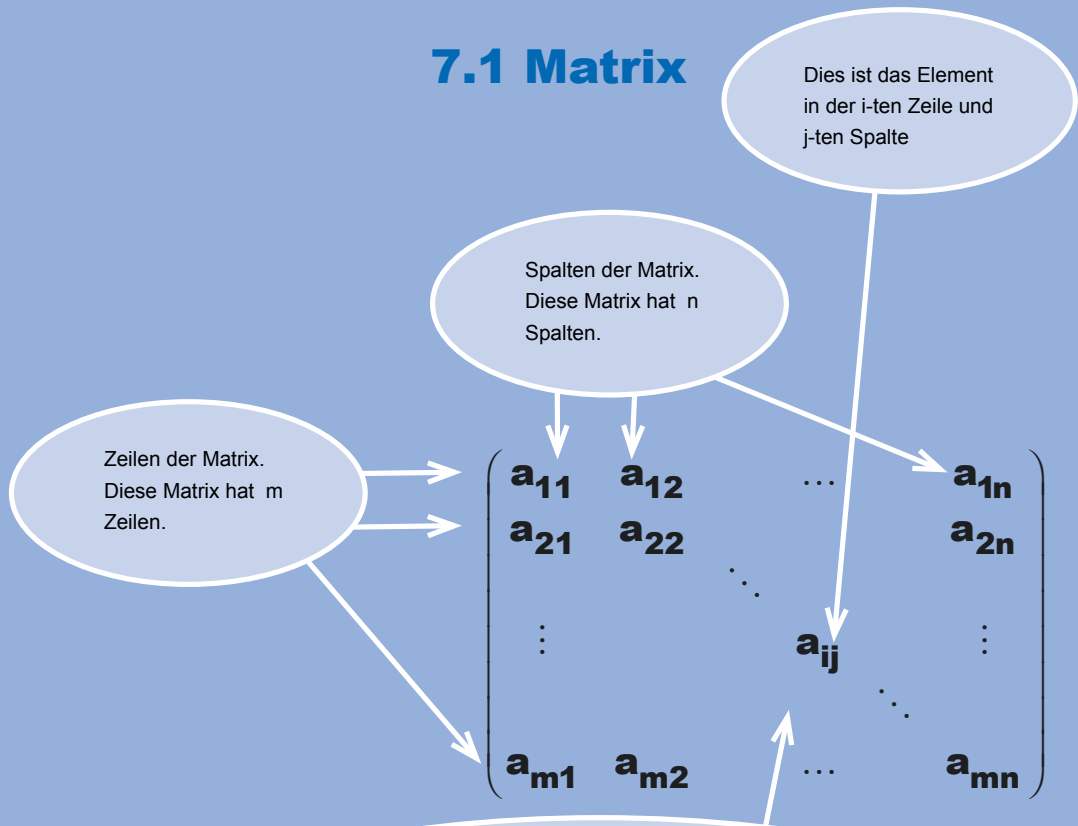 7.1 Matrix
Dies ist das Element
in der i-ten Zeile und
j-ten Spalte
Spalten der Matrix.
Diese Matrix hat n
Spalten.
Zeilen der Matrix.
Diese Matrix hat m
Zeilen.
a11 a12 ... a1n
a21 a22 ⋱ a2n
⋮ aij ⋱ ⋮
am1 am2 ... amn